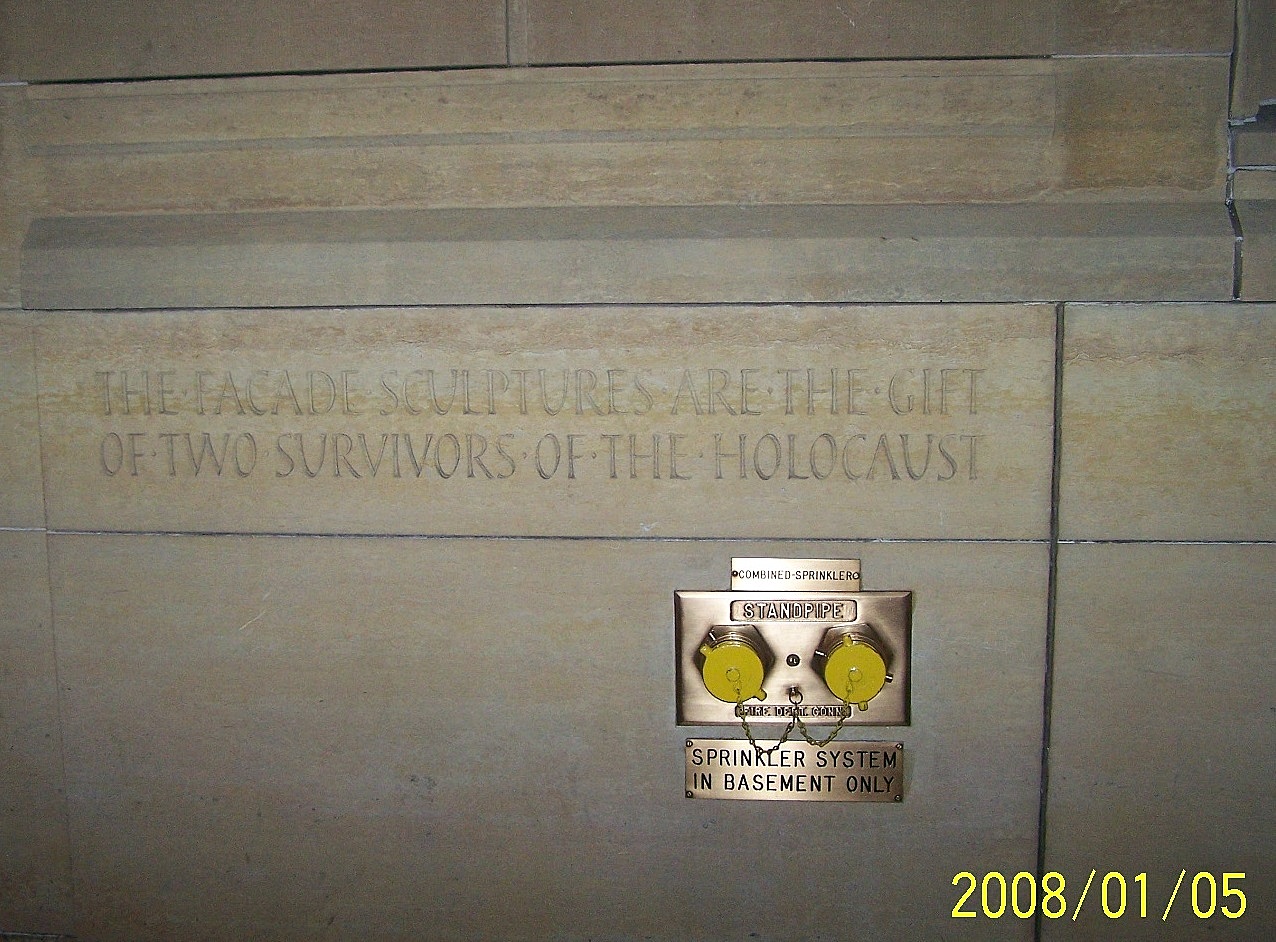 THE·FACADE·SCULPTURES·ARE·THE·GIFT
OF·TWO·SURVIVORS·OF·THE·HOLOCAUST
COMBINED-SPRINKLER
STANDPIPE
FIRE DEPT. CONN.
SPRINKLER SYSTEM
IN BASEMENT ONLY
2008/01/05